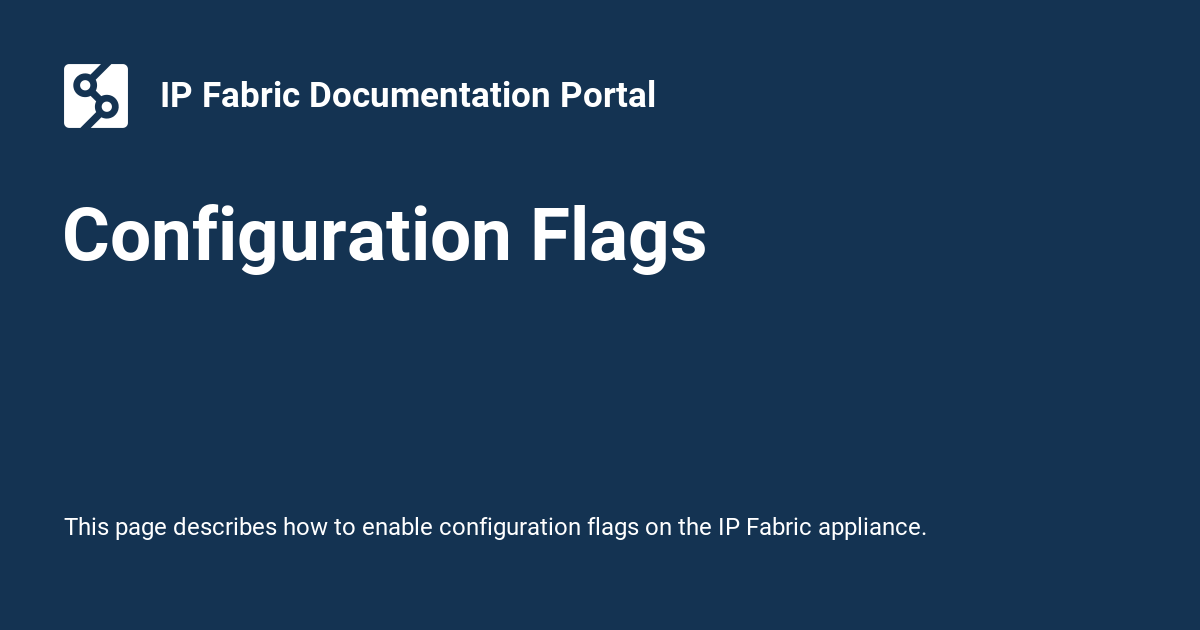 IP Fabric Documentation Portal
Configuration Flags
This page describes how to enable configuration flags on the IP Fabric appliance.